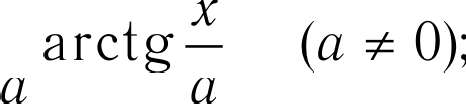 a arctg x/a (a ≠ 0);